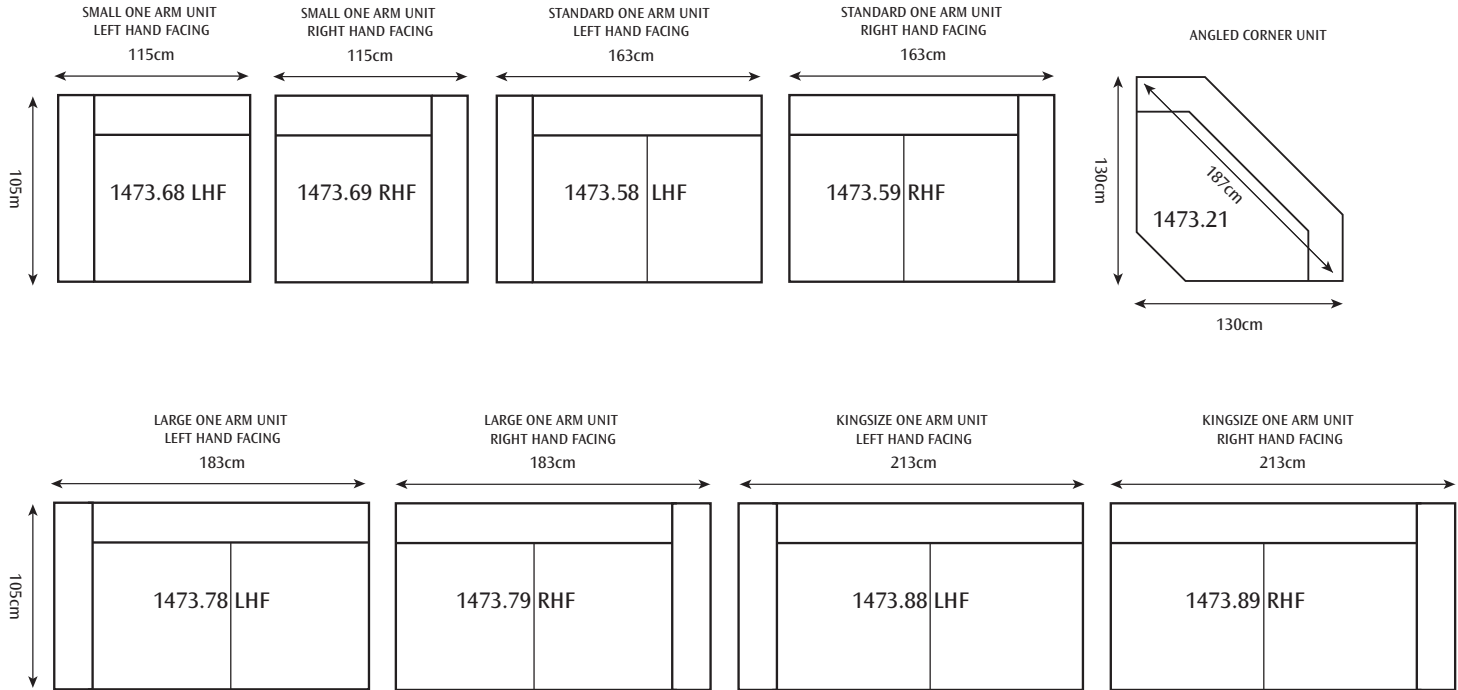 SMALL ONE ARM UNIT
LEFT HAND FACING
115cm
SMALL ONE ARM UNIT
RIGHT HAND FACING
115cm
STANDARD ONE ARM UNIT
LEFT HAND FACING
163cm
STANDARD ONE ARM UNIT
RIGHT HAND FACING
163cm
ANGLED CORNER UNIT
105m
1473.68 LHF
1473.69 RHF
1473.58 LHF
1473.59 RHF
130cm
187cm
1473.21
130cm
LARGE ONE ARM UNIT
LEFT HAND FACING
183cm
LARGE ONE ARM UNIT
RIGHT HAND FACING
183cm
KINGSIZE ONE ARM UNIT
LEFT HAND FACING
213cm
KINGSIZE ONE ARM UNIT
RIGHT HAND FACING
213cm
105cm
1473.78 LHF
1473.79 RHF
1473.88 LHF
1473.89 RHF